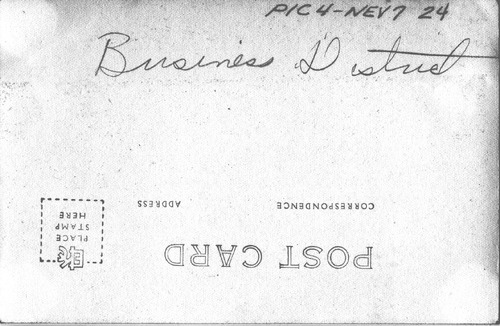 PIC4-NEV7 24
Business District
POST CARD
CORRESPONDENCE
ADDRESS
PLACE
STAMP
HERE